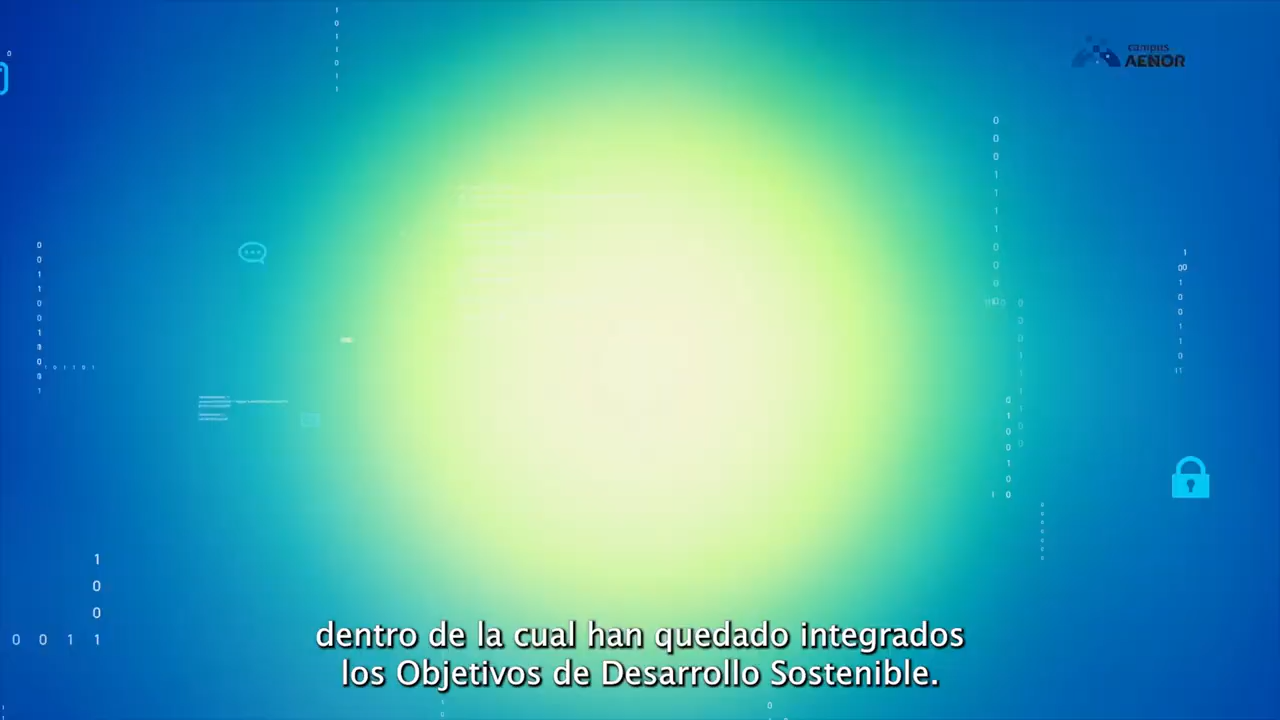 campus
AENOR
dentro de la cual han quedado integrados
los Objetivos de Desarrollo Sostenible.